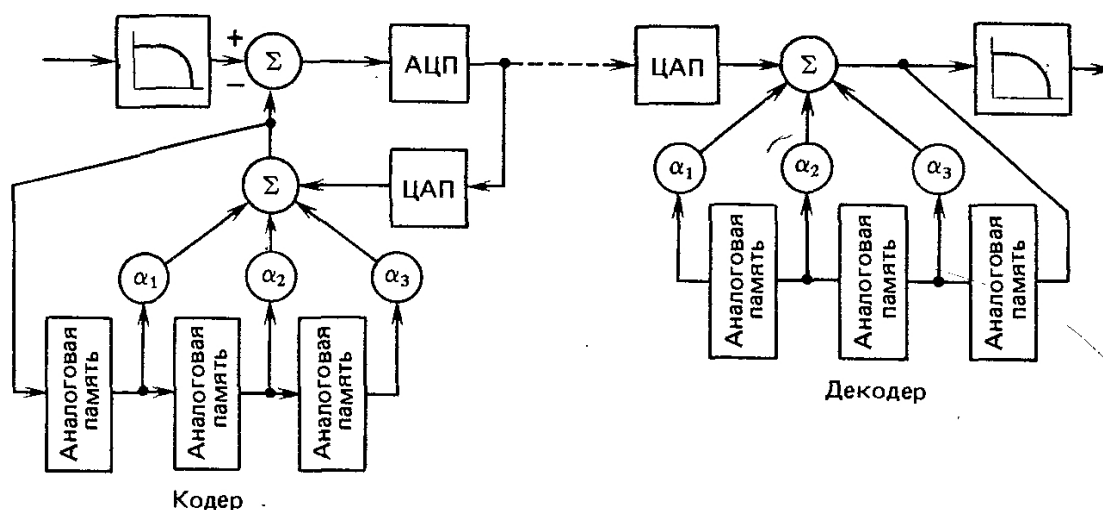 +
−
Σ
АЦП
ЦАП
Σ
Σ
ЦАП
α₁
α₂
α₃
α₁
α₂
α₃
Аналоговая
память
Аналоговая
память
Аналоговая
память
Аналоговая
память
Аналоговая
память
Аналоговая
память
Декодер
Кодер